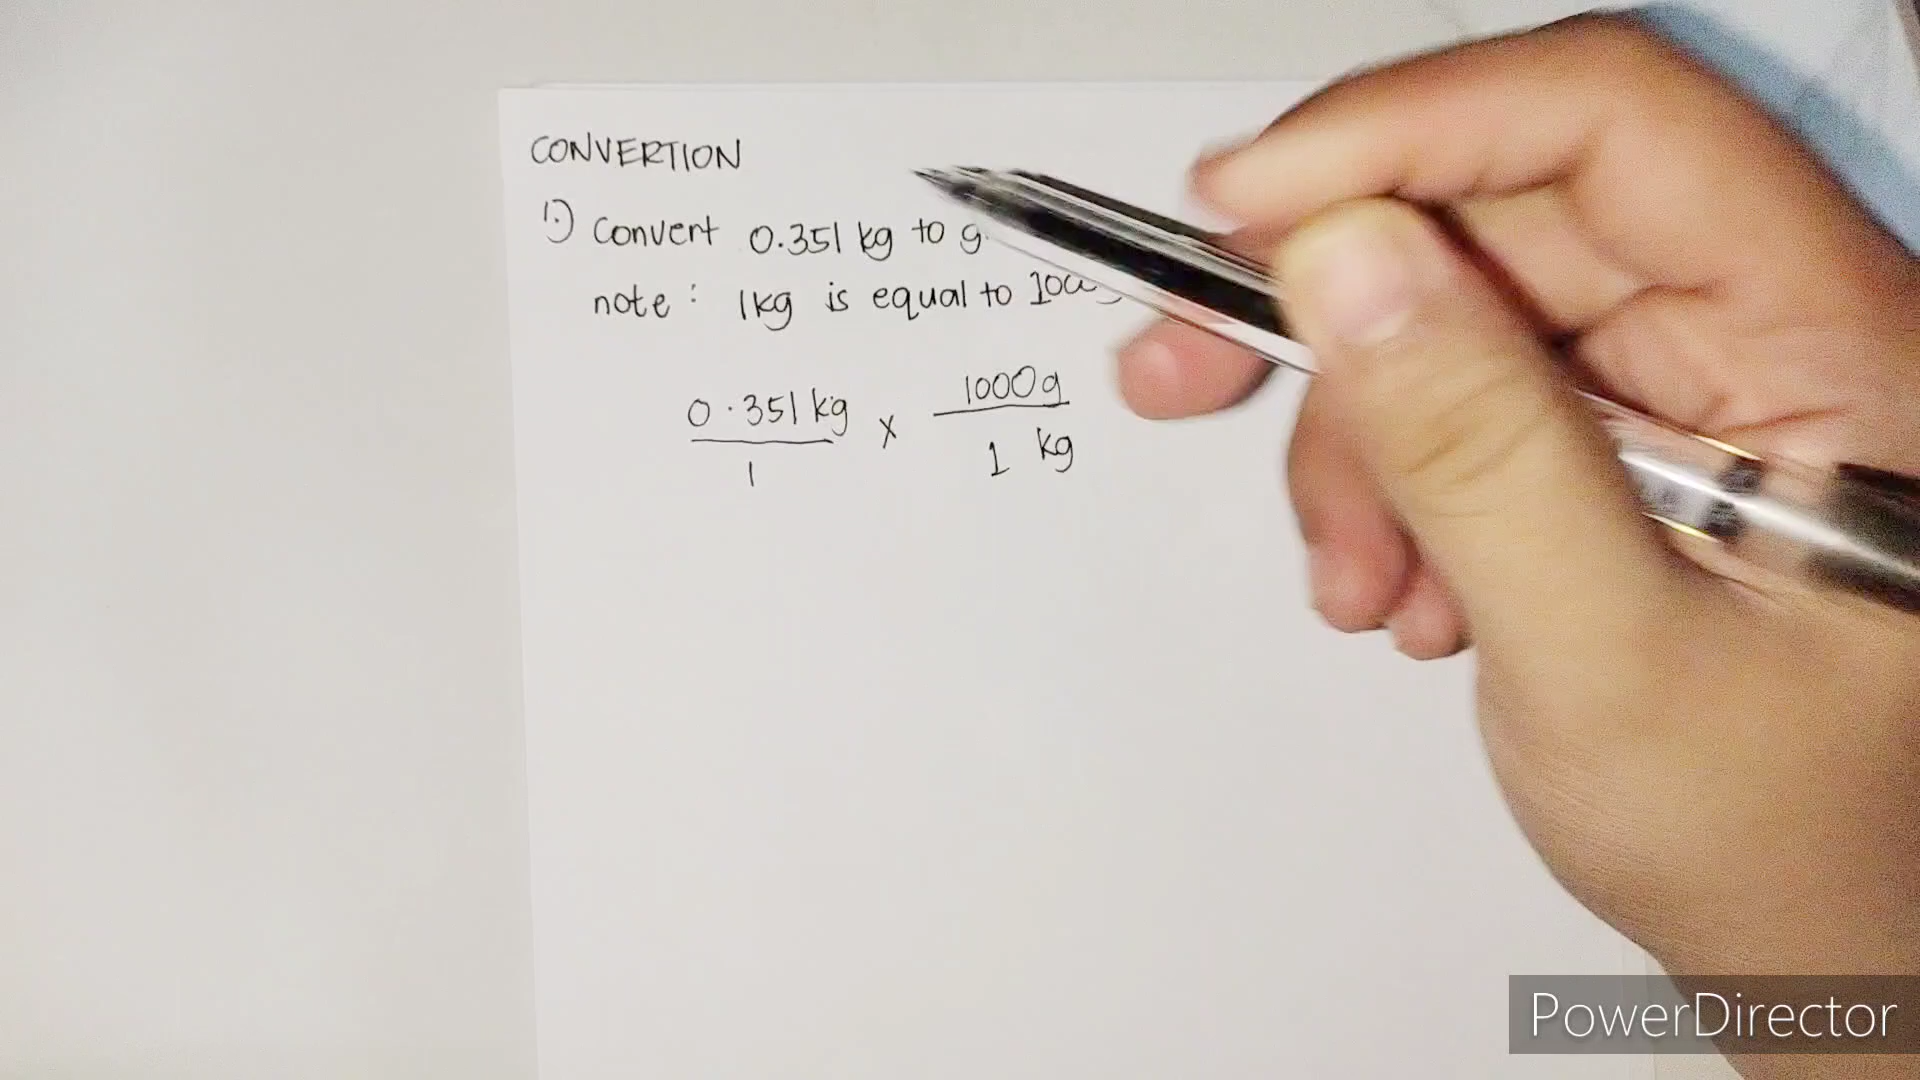 CONVERTION
1.) Convert 0.351 kg to g
note : 1kg is equal to
0.351 kg x 1000g
1 1 kg
PowerDirector